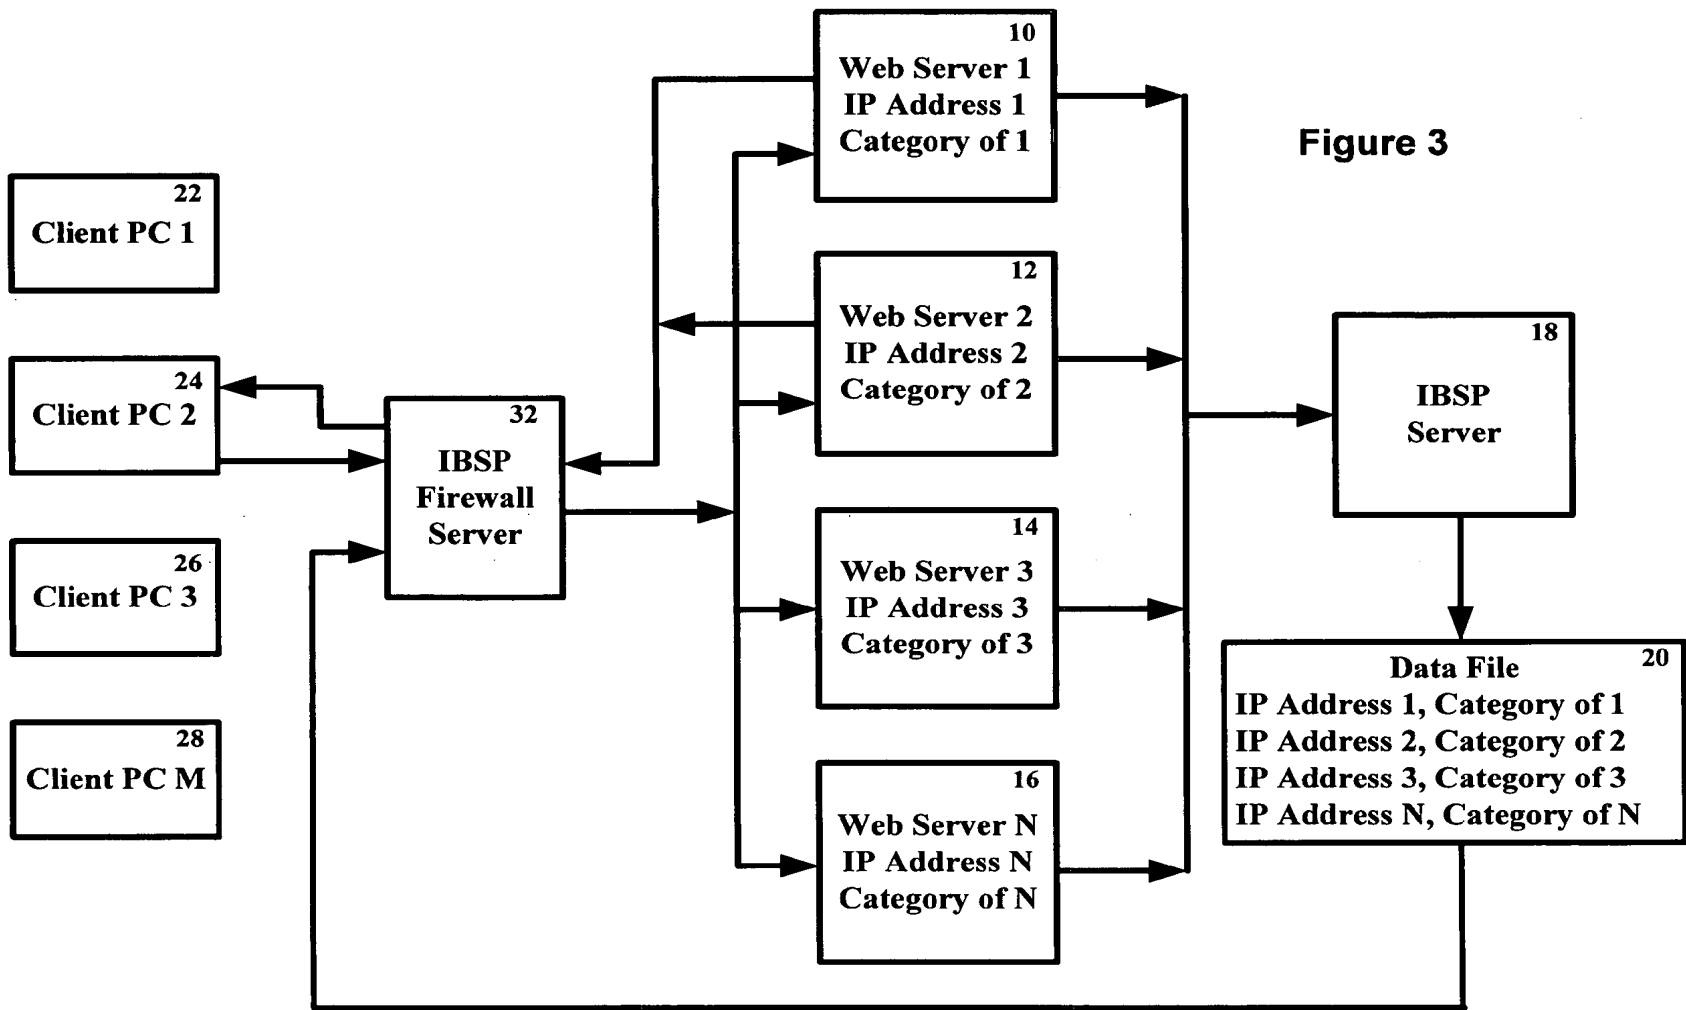 10
Web Server 1
IP Address 1
Category of 1
Figure 3
22
Client PC 1
12
Web Server 2
IP Address 2
Category of 2
18
IBSP
Server
24
Client PC 2
32
IBSP
Firewall
Server
14
Web Server 3
IP Address 3
Category of 3
26
Client PC 3
20
Data File
IP Address 1, Category of 1
IP Address 2, Category of 2
IP Address 3, Category of 3
IP Address N, Category of N
28
Client PC M
16
Web Server N
IP Address N
Category of N